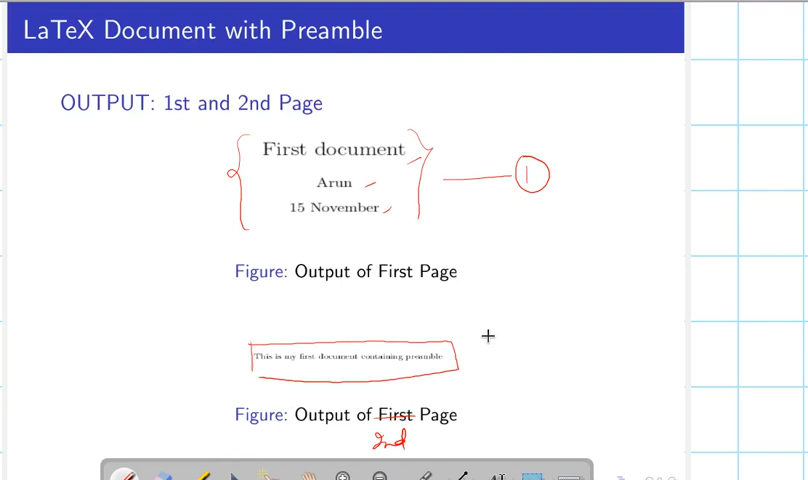 LaTeX Document with Preamble
OUTPUT: 1st and 2nd Page
First document
Arun
15 November
1
Figure: Output of First Page
This is my first document containing preamble
Figure: Output of First Page
2nd